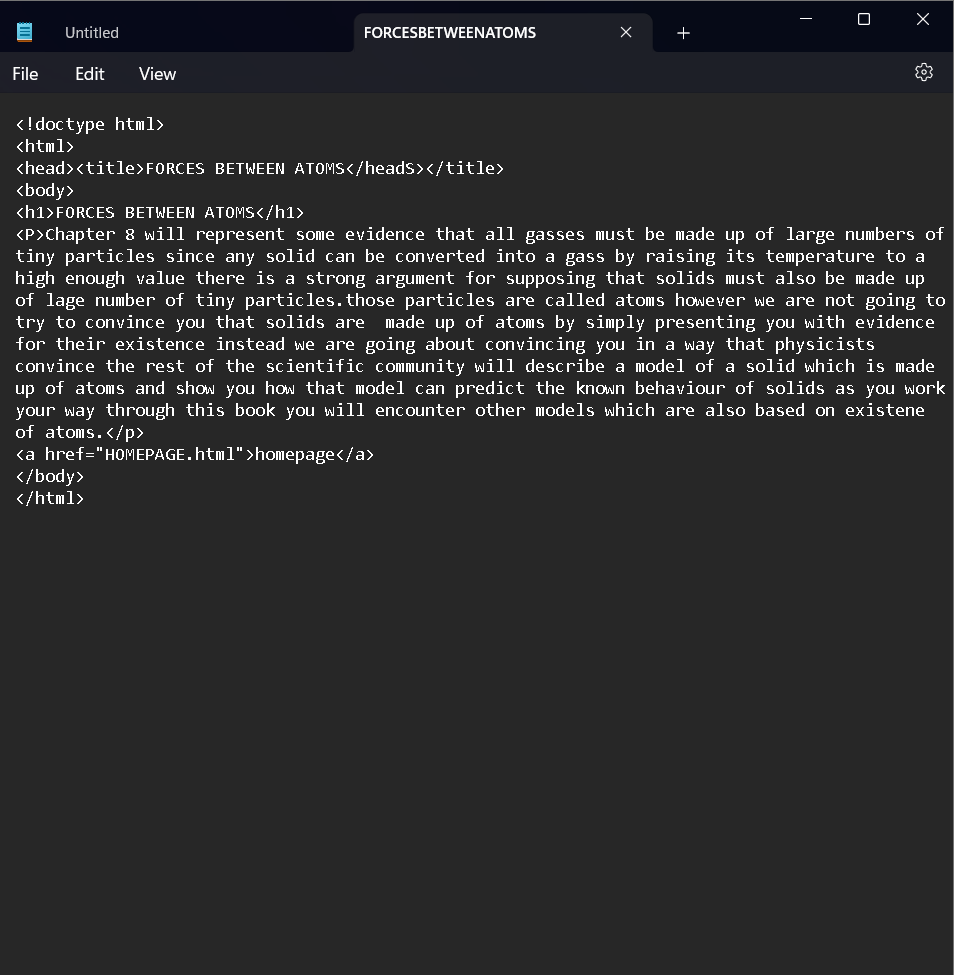 Untitled
FORCESBETWEENATOMS
File Edit View
<!doctype html>
<html>
<head><title>FORCES BETWEEN ATOMS</headS></title>
<body>
<h1>FORCES BETWEEN ATOMS</h1>
<P>Chapter 8 will represent some evidence that all gasses must be made up of large numbers of
tiny particles since any solid can be converted into a gass by raising its temperature to a
high enough value there is a strong argument for supposing that solids must also be made up
of lage number of tiny particles.those particles are called atoms however we are not going to
try to convince you that solids are  made up of atoms by simply presenting you with evidence
for their existence instead we are going about convincing you in a way that physicists
convince the rest of the scientific community will describe a model of a solid which is made
up of atoms and show you how that model can predict the known behaviour of solids as you work
your way through this book you will encounter other models which are also based on existene
of atoms.</p>
<a href="HOMEPAGE.html">homepage</a>
</body>
</html>